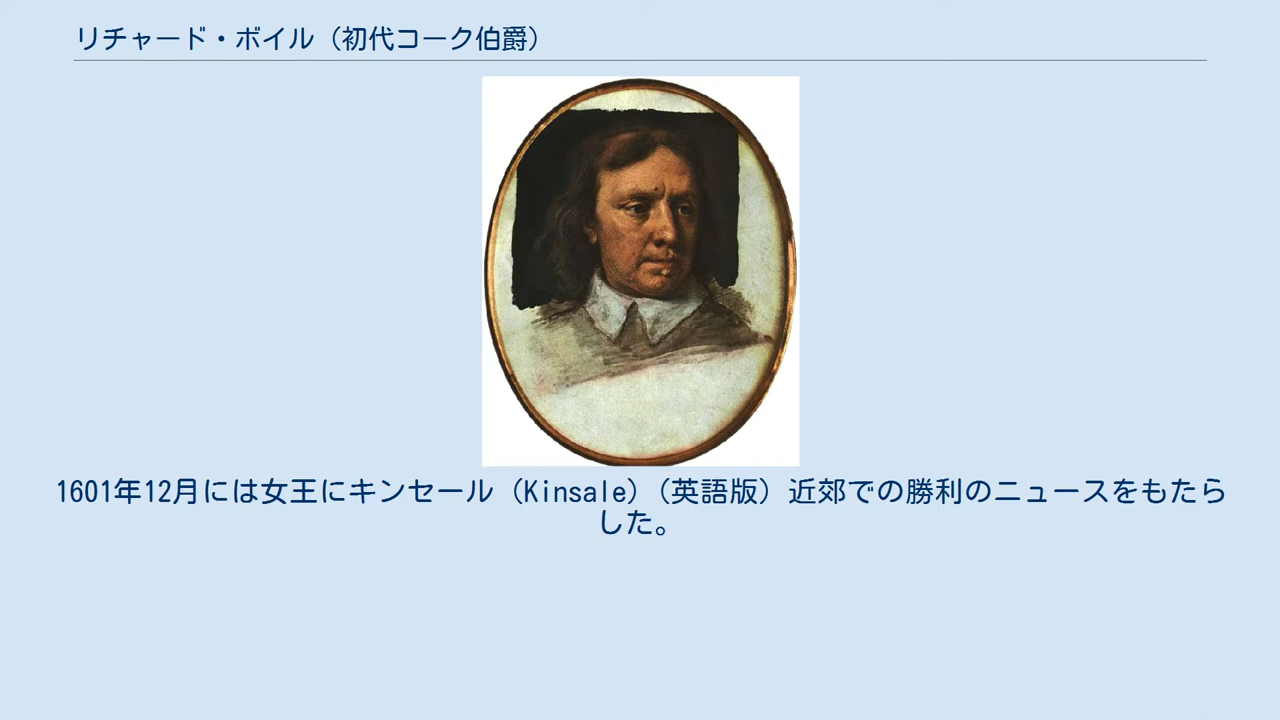 リチャード・ボイル（初代コーク伯爵）
1601年12月には女王にキンセール（Kinsale）（英語版）近郊での勝利のニュースをもたら
した。